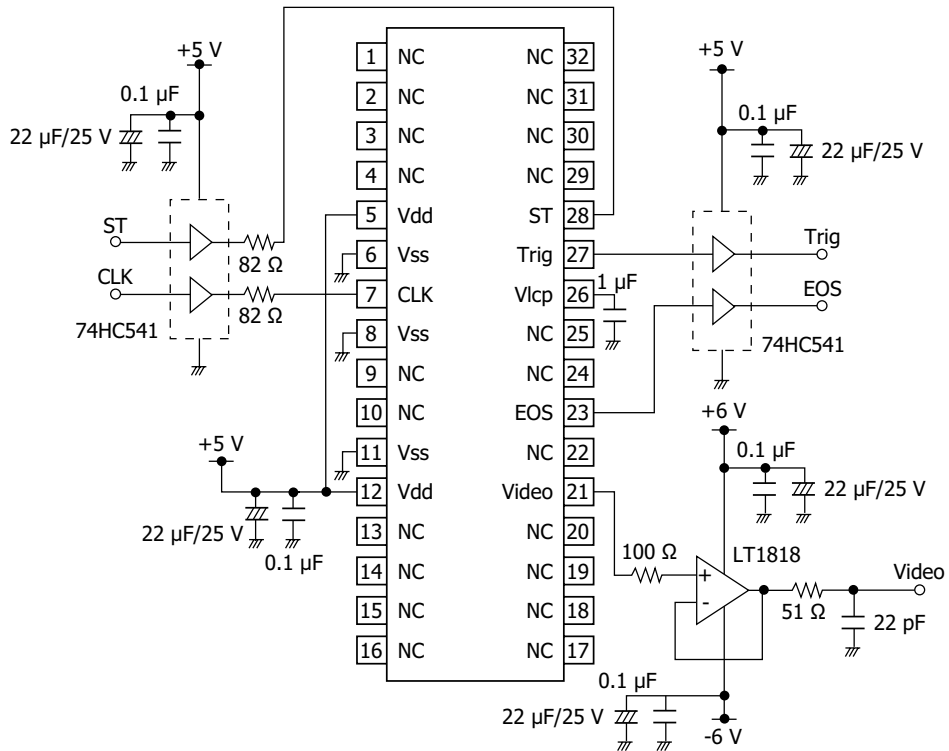 +5 V
0.1 µF
22 µF/25 V
ST
82 Ω
CLK
82 Ω
74HC541
+5 V
22 µF/25 V
0.1 µF
1 NC
2 NC
3 NC
4 NC
5 Vdd
6 Vss
7 CLK
8 Vss
9 NC
10 NC
11 Vss
12 Vdd
13 NC
14 NC
15 NC
16 NC
NC 32
NC 31
NC 30
NC 29
ST 28
Trig 27
Vlcp 26
NC 25
NC 24
EOS 23
NC 22
Video 21
NC 20
NC 19
NC 18
NC 17
1 µF
+5 V
0.1 µF
22 µF/25 V
Trig
EOS
74HC541
+6 V
0.1 µF
22 µF/25 V
100 Ω
LT1818
+
-
51 Ω
Video
22 pF
0.1 µF
22 µF/25 V
-6 V